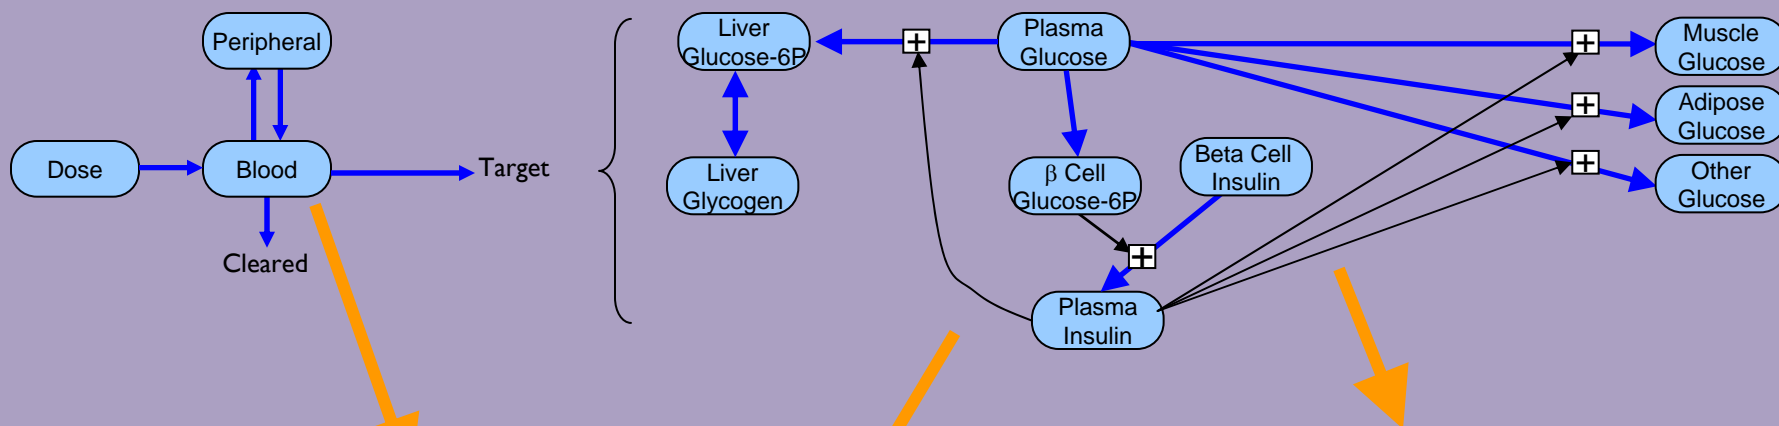 Peripheral
Dose
Blood
Target
Cleared
Liver
Glucose-6P
Liver
Glycogen
Plasma
Glucose
β Cell
Glucose-6P
Beta Cell
Insulin
Plasma
Insulin
Muscle
Glucose
Adipose
Glucose
Other
Glucose
+
+
+
+
+